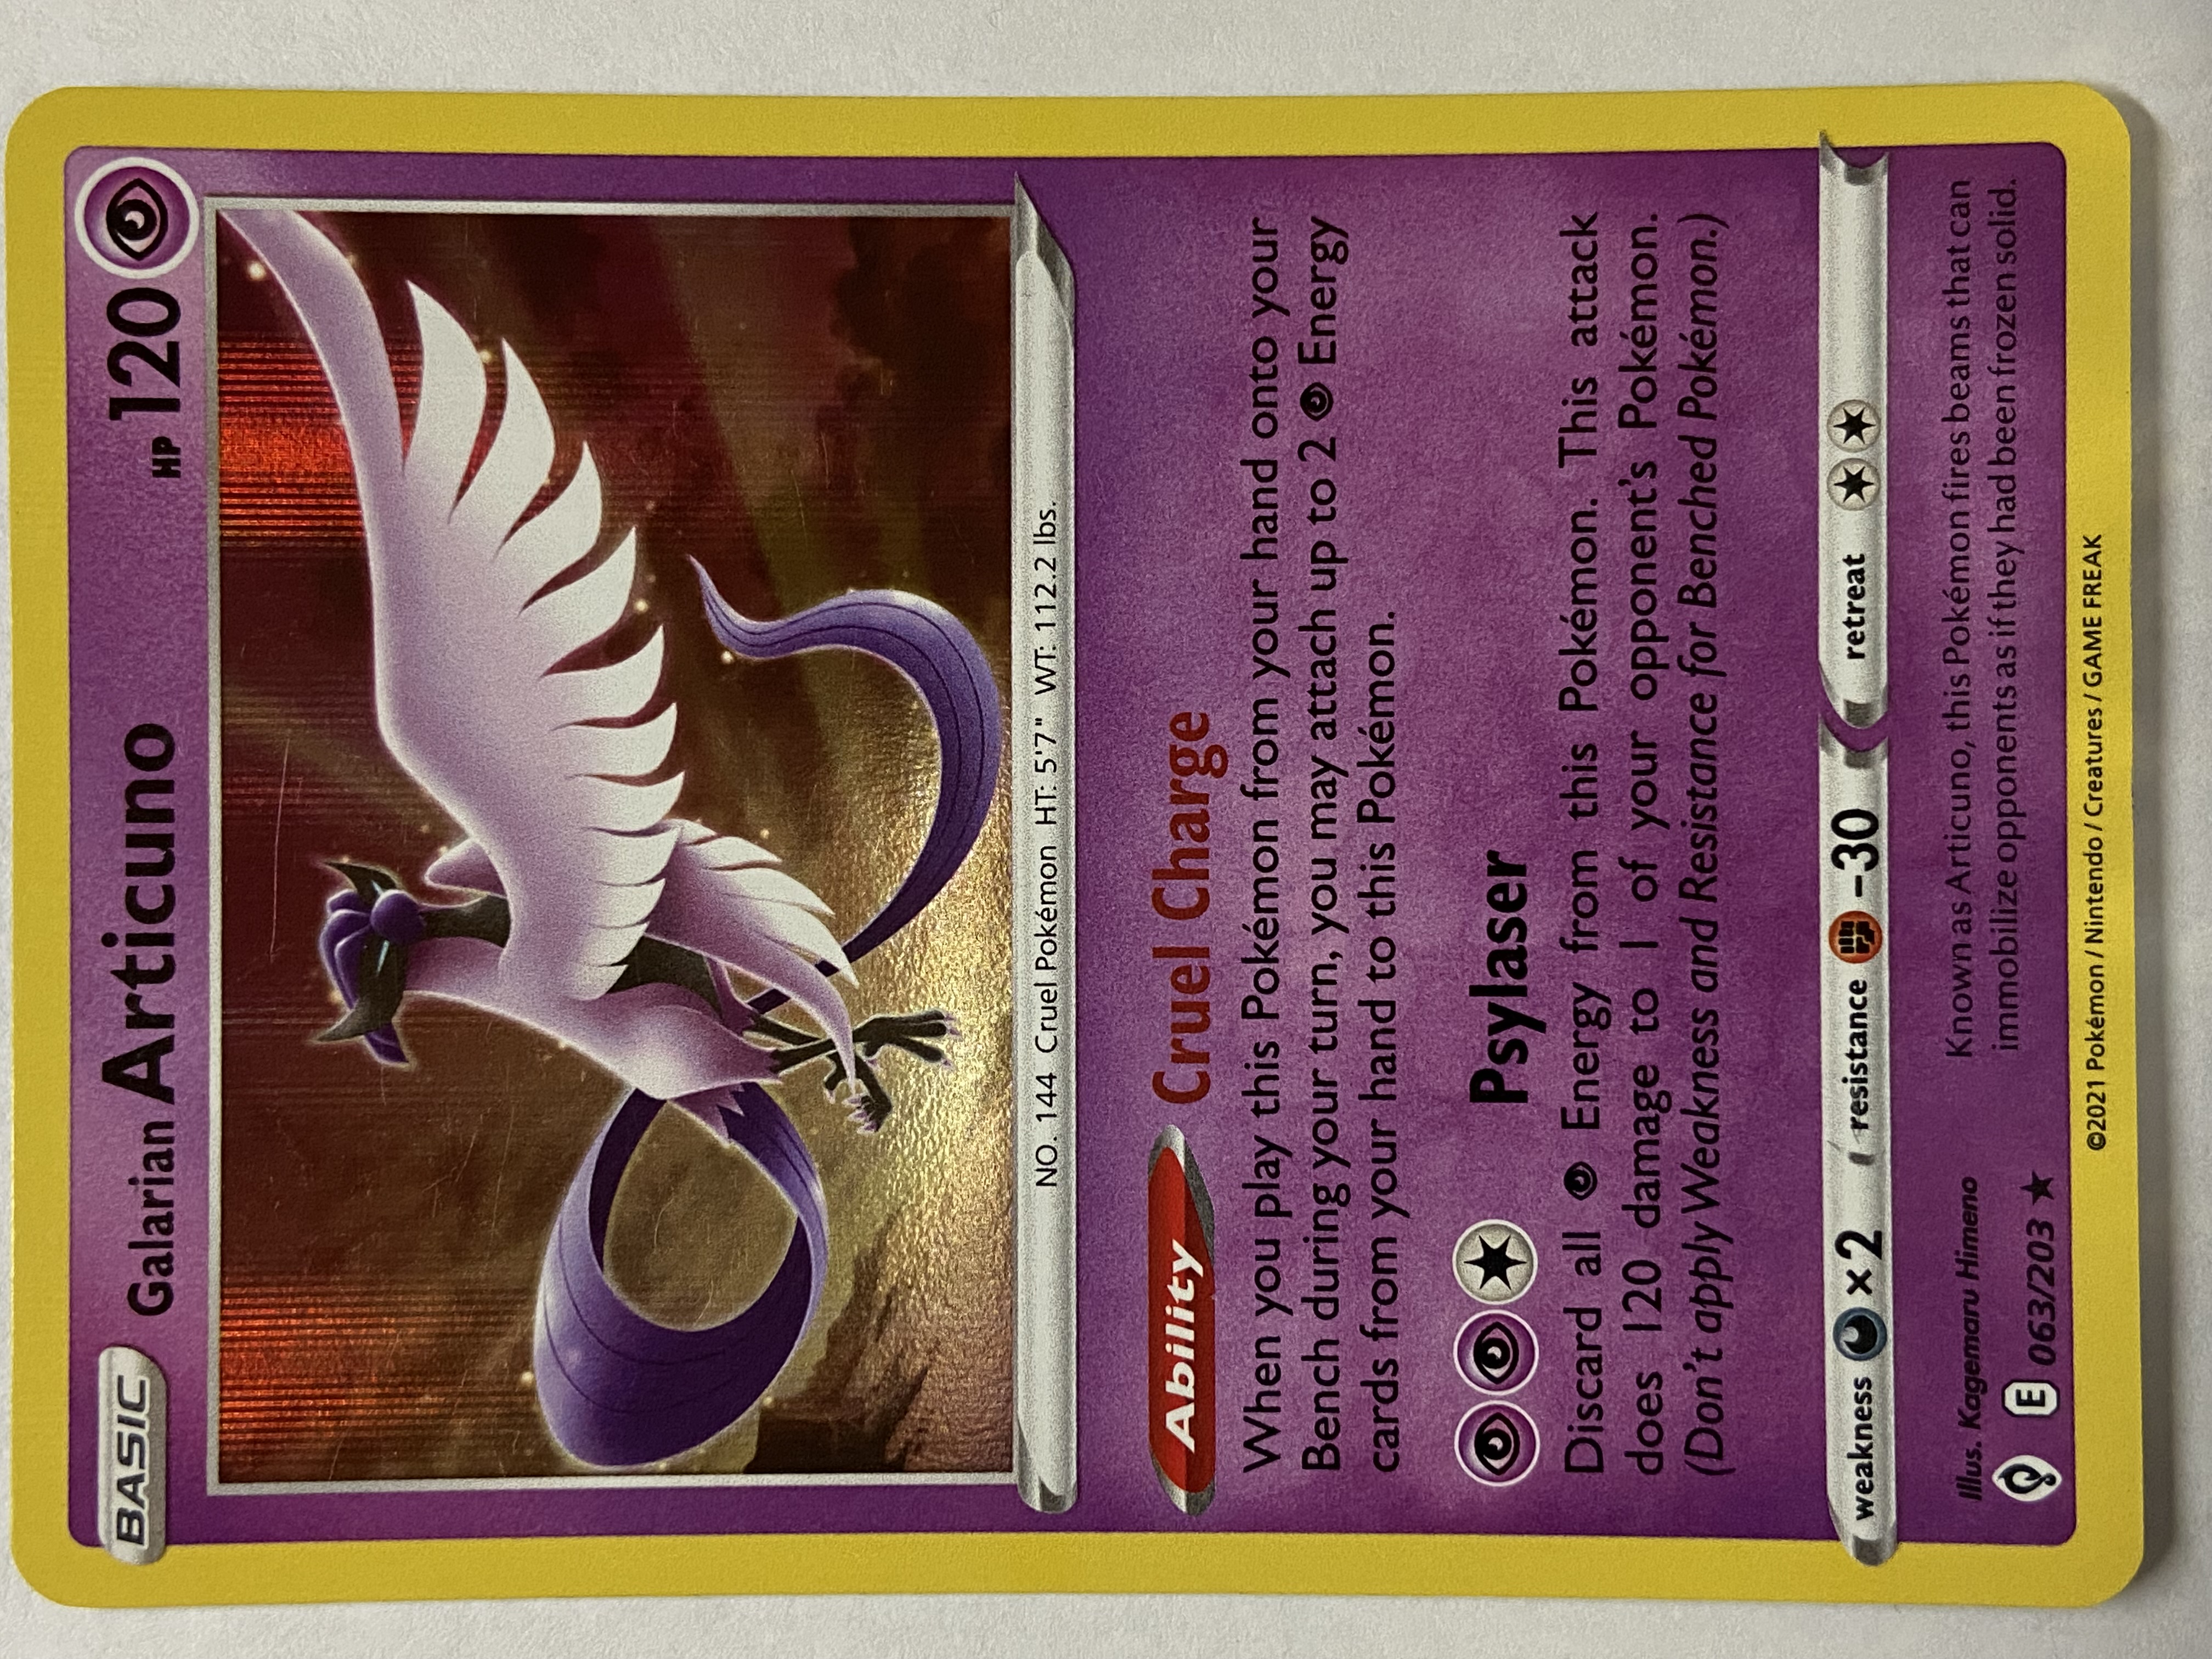 BASIC Galarian Articuno HP 120
NO. 144 Cruel Pokémon HT: 5'7" WT: 112.2 lbs.
Ability Cruel Charge
When you play this Pokémon from your hand onto your
Bench during your turn, you may attach up to 2 Energy
cards from your hand to this Pokémon.
Psylaser
Discard all Energy from this Pokémon. This attack
does 120 damage to 1 of your opponent's Pokémon.
(Don't apply Weakness and Resistance for Benched Pokémon.)
weakness ×2 resistance -30 retreat
Illus. Kagemaru Himeno
Known as Articuno, this Pokémon fires beams that can
immobilize opponents as if they had been frozen solid.
E 063/203 ★
©2021 Pokémon / Nintendo / Creatures / GAME FREAK